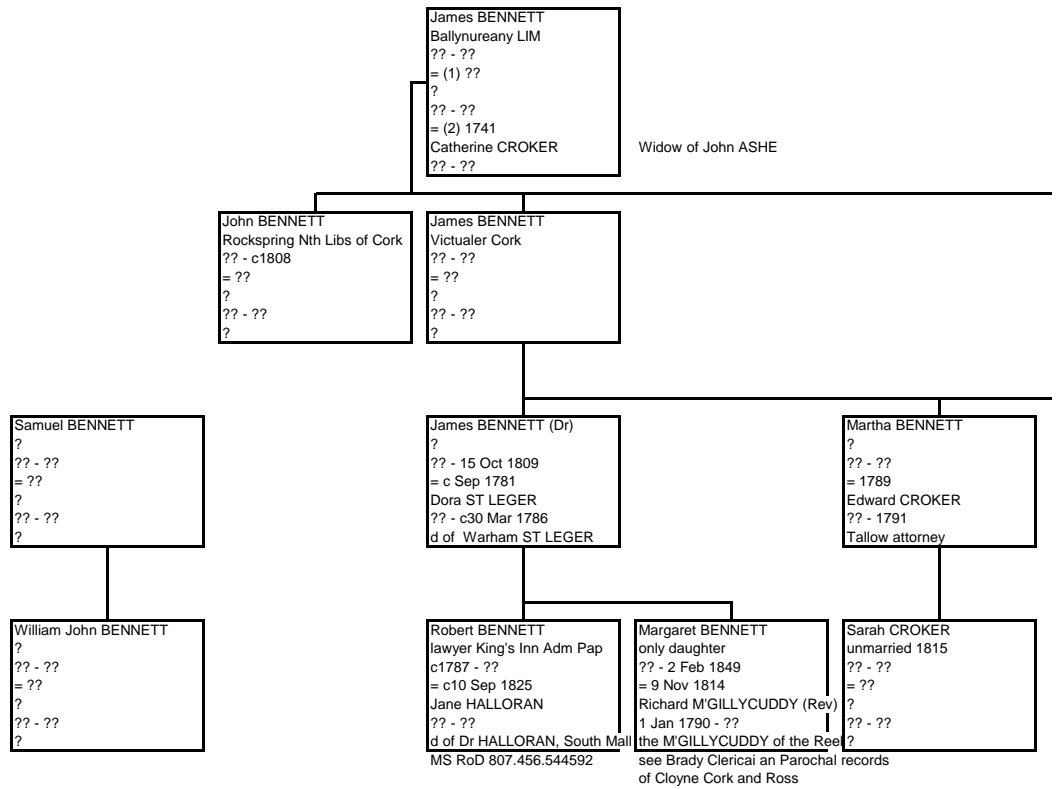 James BENNETT
Ballynureany LIM
?? - ??
= (1) ??
?
?? - ??
= (2) 1741
Catherine CROKER
Widow of John ASHE
?? - ??
John BENNETT
Rockspring Nth Libs of Cork
?? - c1808
= ??
?
?? - ??
?
James BENNETT
Victualer Cork
?? - ??
= ??
?
?? - ??
?
Samuel BENNETT
?
?? - ??
= ??
?
?? - ??
?
James BENNETT (Dr)
?
?? - 15 Oct 1809
= c Sep 1781
Dora ST LEGER
?? - c30 Mar 1786
d of  Warham ST LEGER
Martha BENNETT
?
?? - ??
= 1789
Edward CROKER
?? - 1791
Tallow attorney
William John BENNETT
?
?? - ??
= ??
?
?? - ??
?
Robert BENNETT
lawyer King's Inn Adm Pap
c1787 - ??
= c10 Sep 1825
Jane HALLORAN
?? - ??
d of Dr HALLORAN, South Mall
MS RoD 807.456.544592
Margaret BENNETT
only daughter
?? - 2 Feb 1849
= 9 Nov 1814
Richard M'GILLYCUDDY (Rev)
1 Jan 1790 - ??
the M'GILLYCUDDY of the Reel
see Brady Clericai an Parochal records
of Cloyne Cork and Ross
Sarah CROKER
unmarried 1815
?? - ??
= ??
?
?? - ??
?